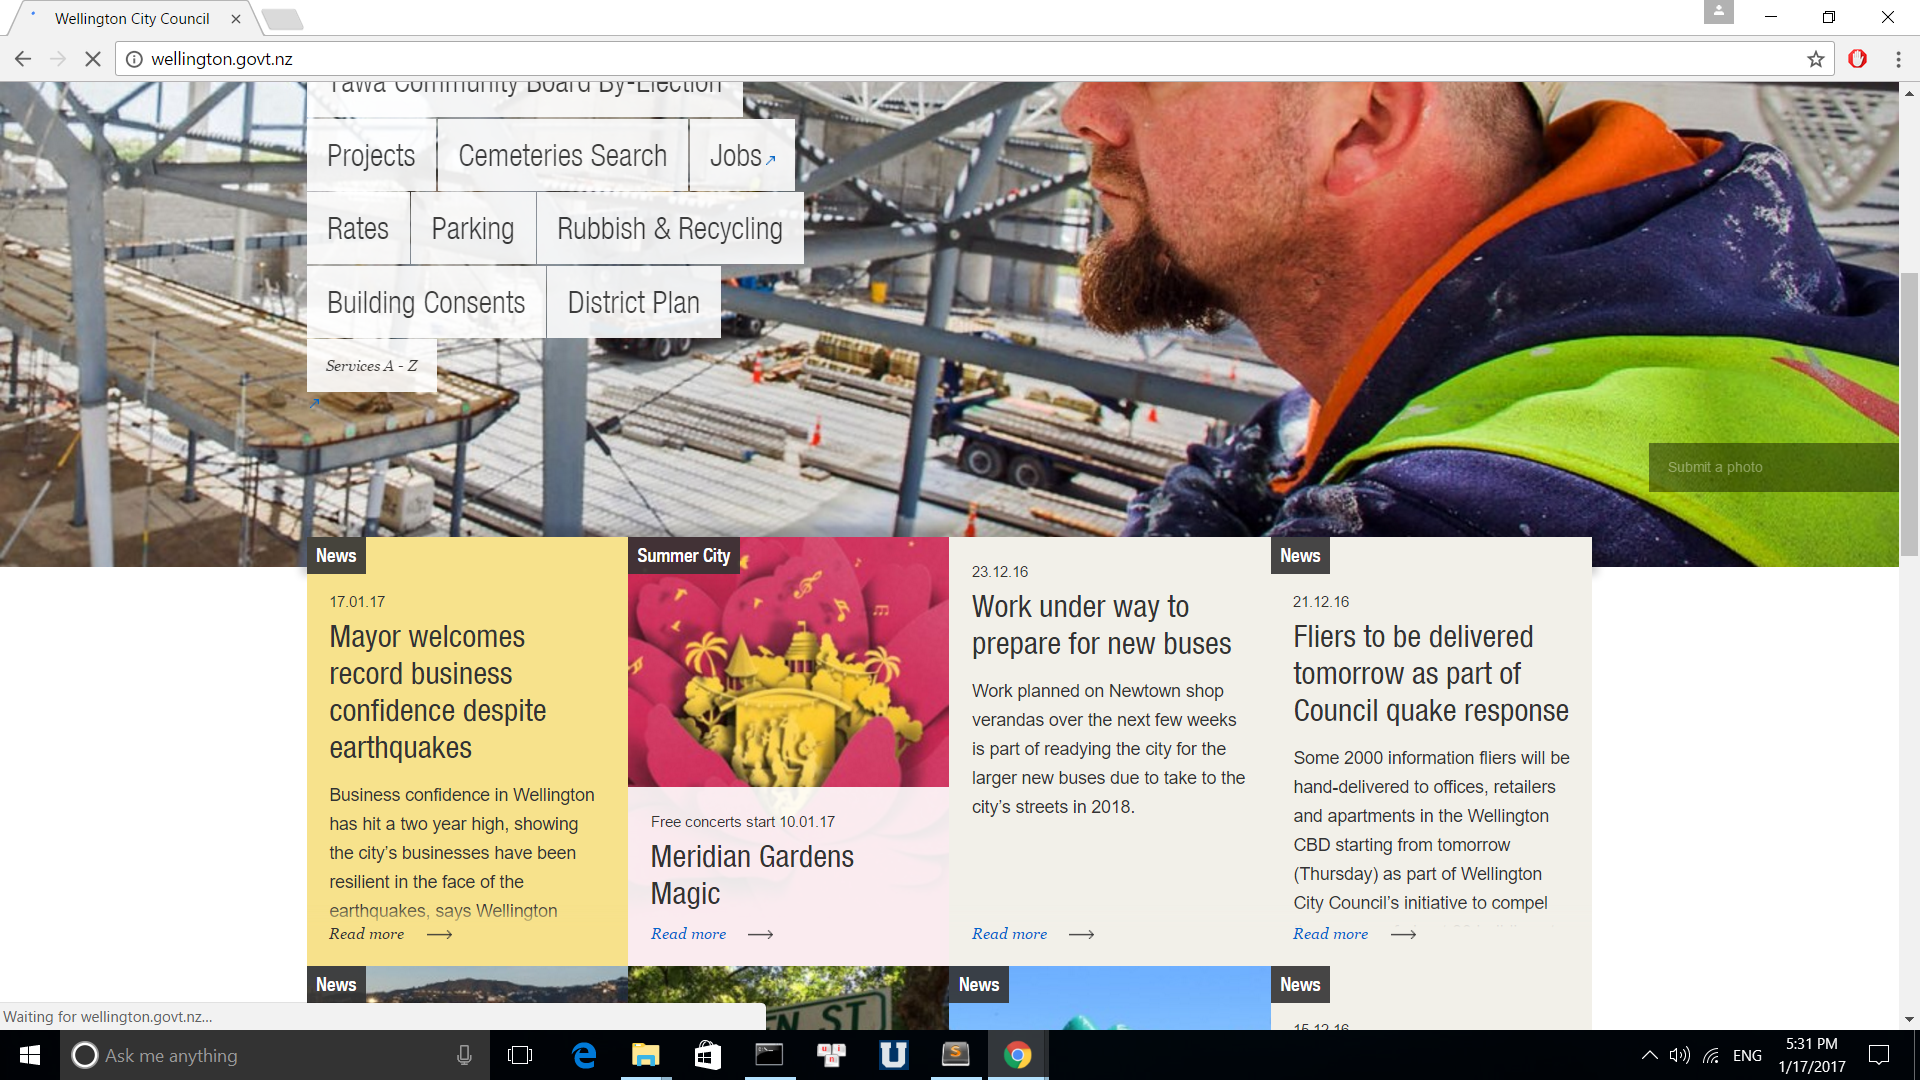 Wellington City Council
wellington.govt.nz
Tawa Community Board By-Election
Projects
Cemeteries Search
Jobs
Rates
Parking
Rubbish & Recycling
Building Consents
District Plan
Services A - Z
Submit a photo
News
17.01.17
Mayor welcomes
record business
confidence despite
earthquakes
Business confidence in Wellington
has hit a two year high, showing
the city’s businesses have been
resilient in the face of the
earthquakes, says Wellington
Read more
Summer City
Free concerts start 10.01.17
Meridian Gardens
Magic
Read more
23.12.16
Work under way to
prepare for new buses
Work planned on Newtown shop
verandas over the next few weeks
is part of readying the city for the
larger new buses due to take to the
city’s streets in 2018.
Read more
News
21.12.16
Fliers to be delivered
tomorrow as part of
Council quake response
Some 2000 information fliers will be
hand-delivered to offices, retailers
and apartments in the Wellington
CBD starting from tomorrow
(Thursday) as part of Wellington
City Council’s initiative to compel
Read more
News
EN ST
News
News
15.12.16
Waiting for wellington.govt.nz...
Ask me anything
ENG
5:31 PM
1/17/2017